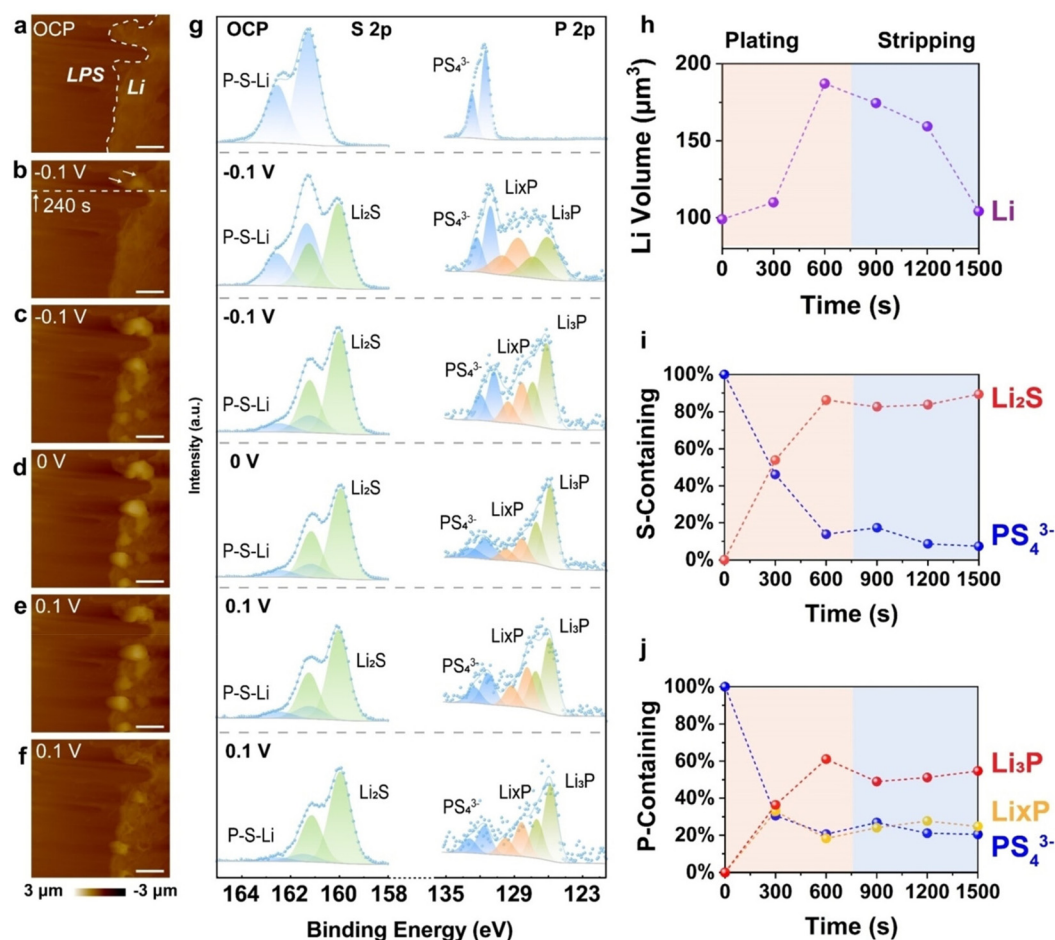 a
OCP
LPS
Li
b
-0.1 V
240 s
c
-0.1 V
d
0 V
e
0.1 V
f
0.1 V
3 μm
-3 μm
g
OCP
S 2p
P 2p
P-S-Li
PS₄³⁻
-0.1 V
LixP
Li₂S
PS₄³⁻
Li₃P
P-S-Li
-0.1 V
Li₃P
Li₂S
LixP
PS₄³⁻
P-S-Li
0 V
Li₂S
Li₃P
LixP
PS₄³⁻
P-S-Li
0.1 V
Li₃P
LixP
Li₂S
PS₄³⁻
P-S-Li
0.1 V
Li₃P
Li₂S
LixP
PS₄³⁻
P-S-Li
Intensity (a.u.)
164 162 160 158 135 129 123
Binding Energy (eV)
h
Plating
Stripping
Li Volume (μm³)
200
150
100
Li
0 300 600 900 1200 1500
Time (s)
i
S-Containing
100%
80%
60%
40%
20%
0%
Li₂S
PS₄³⁻
0 300 600 900 1200 1500
Time (s)
j
P-Containing
100%
80%
60%
40%
20%
0%
Li₃P
LixP
PS₄³⁻
0 300 600 900 1200 1500
Time (s)